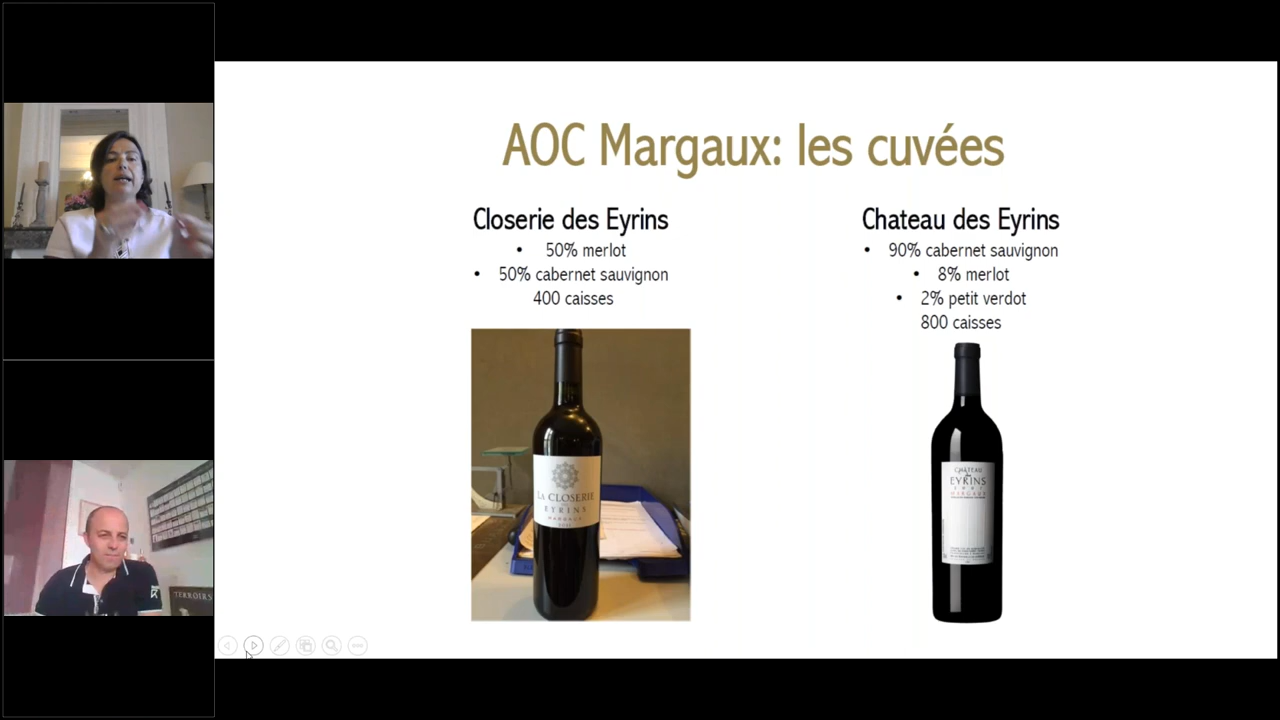 AOC Margaux: les cuvées
Closerie des Eyrins
• 50% merlot
• 50% cabernet sauvignon
400 caisses
Chateau des Eyrins
• 90% cabernet sauvignon
• 8% merlot
• 2% petit verdot
800 caisses
LA CLOSERIE
EYRINS
MARGAUX
CHATEAU
des
EYRINS
MARGAUX
TERROIRS